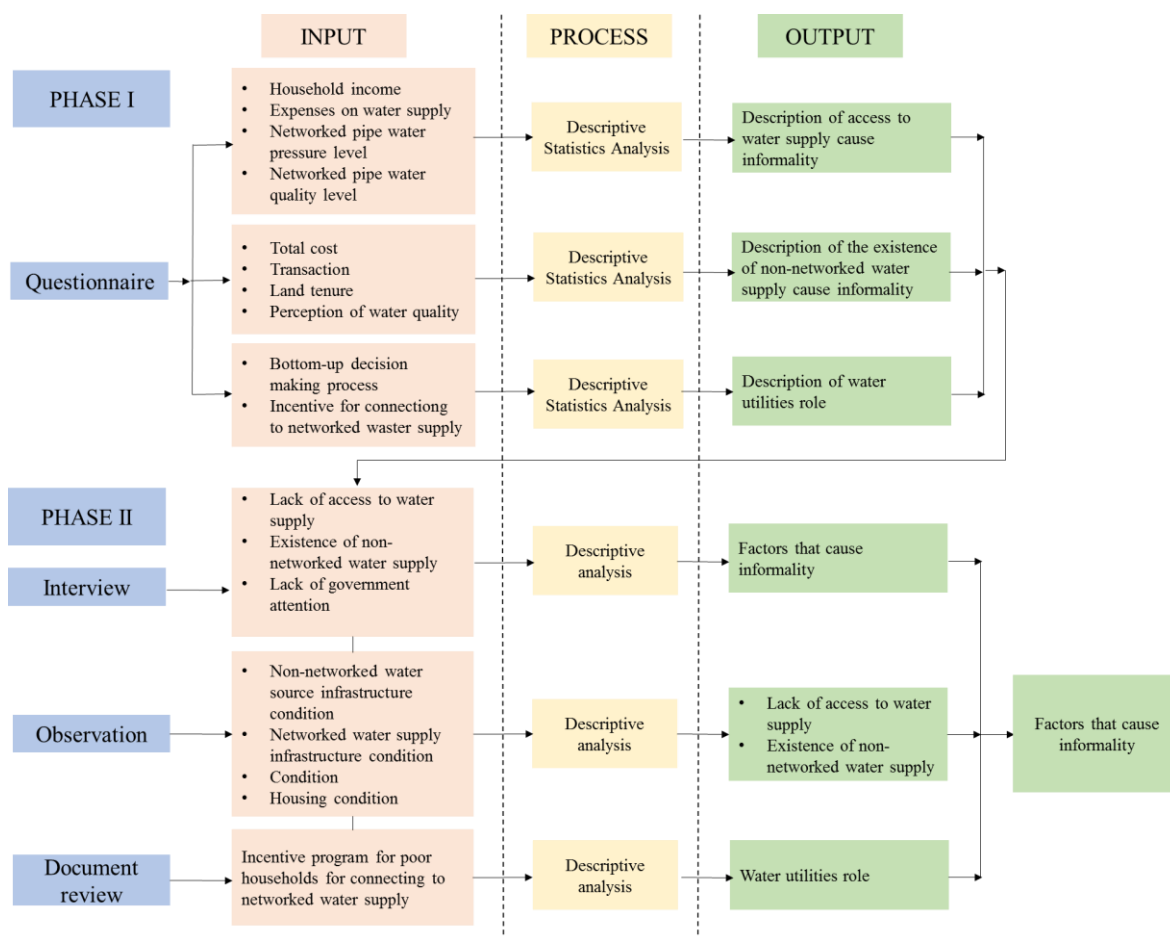 INPUT
PROCESS
OUTPUT
PHASE I
• Household income
• Expenses on water supply
• Networked pipe water
pressure level
• Networked pipe water
quality level
Descriptive
Statistics Analysis
Description of access to
water supply cause
informality
Questionnaire
• Total cost
• Transaction
• Land tenure
• Perception of water quality
Descriptive
Statistics Analysis
Description of the existence
of non-networked water
supply cause informality
• Bottom-up decision
making process
• Incentive for connectiong
to networked waster supply
Descriptive
Statistics Analysis
Description of water
utilities role
PHASE II
Interview
• Lack of access to water
supply
• Existence of non-
networked water supply
• Lack of government
attention
Descriptive
analysis
Factors that cause
informality
Observation
• Non-networked water
source infrastructure
condition
• Networked water supply
infrastructure condition
• Condition
• Housing condition
Descriptive
analysis
• Lack of access to water
supply
• Existence of non-
networked water supply
Factors that cause
informality
Document
review
Incentive program for poor
households for connecting to
networked water supply
Descriptive
analysis
Water utilities role